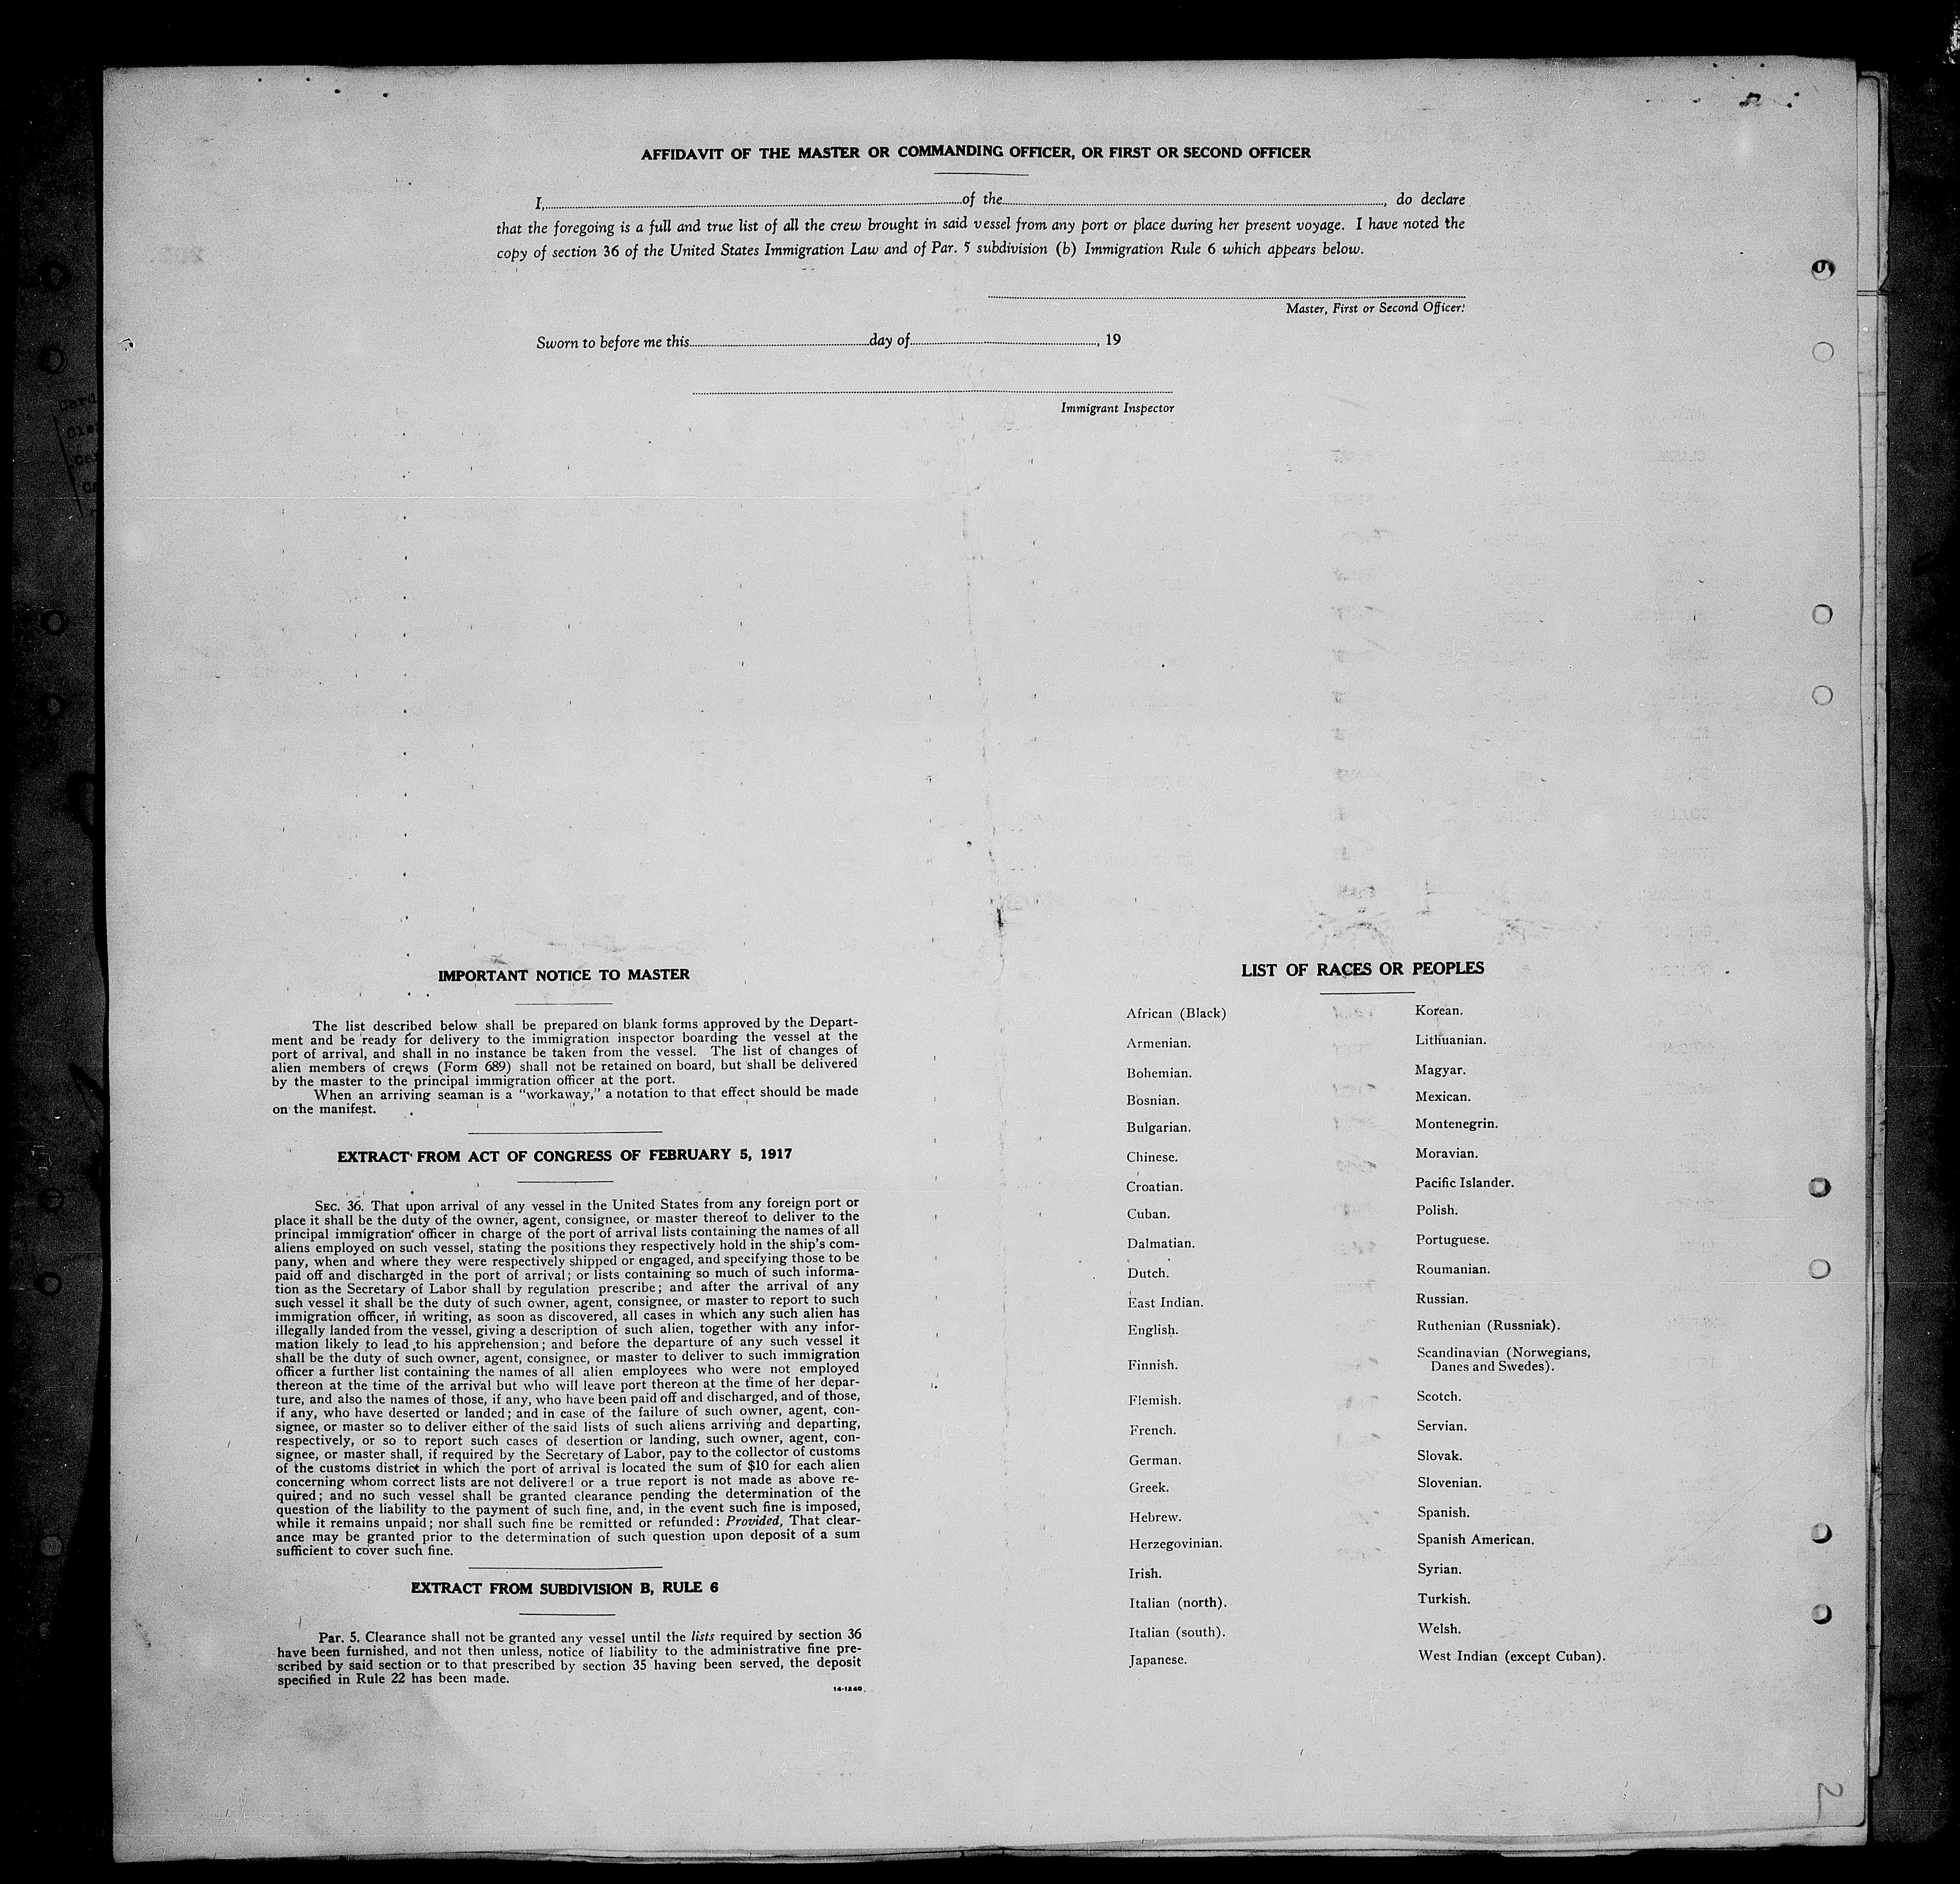 AFFIDAVIT OF THE MASTER OR COMMANDING OFFICER, OR FIRST OR SECOND OFFICER
I, of the , do declare
that the foregoing is a full and true list of all the crew brought in said vessel from any port or place during her present voyage. I have noted the
copy of section 36 of the United States Immigration Law and of Par. 5 subdivision (b) Immigration Rule 6 which appears below.
Master, First or Second Officer.
Sworn to before me this day of , 19
Immigrant Inspector
IMPORTANT NOTICE TO MASTER
The list described below shall be prepared on blank forms approved by the Depart-
ment and be ready for delivery to the immigration inspector boarding the vessel at the
port of arrival, and shall in no instance be taken from the vessel. The list of changes of
alien members of crews (Form 689) shall not be retained on board, but shall be delivered
by the master to the principal immigration officer at the port.
When an arriving seaman is a "workaway," a notation to that effect should be made
on the manifest.
EXTRACT FROM ACT OF CONGRESS OF FEBRUARY 5, 1917
SEC. 36. That upon arrival of any vessel in the United States from any foreign port or
place it shall be the duty of the owner, agent, consignee, or master thereof to deliver to the
principal immigration officer in charge of the port of arrival lists containing the names of all
aliens employed on such vessel, stating the positions they respectively hold in the ship's com-
pany, when and where they were respectively shipped or engaged, and specifying those to be
paid off and discharged in the port of arrival; or lists containing so much of such informa-
tion as the Secretary of Labor shall by regulation prescribe; and after the arrival of any
such vessel it shall be the duty of such owner, agent, consignee, or master to report to such
immigration officer, in writing, as soon as discovered, all cases in which any such alien has
illegally landed from the vessel, giving a description of such alien, together with any infor-
mation likely to lead to his apprehension; and before the departure of any such vessel it
shall be the duty of such owner, agent, consignee, or master to deliver to such immigration
officer a further list containing the names of all alien employees who were not employed
thereon at the time of the arrival but who will leave port thereon at the time of her depar-
ture, and also the names of those, if any, who have been paid off and discharged, and of those,
if any, who have deserted or landed; and in case of the failure of such owner, agent, con-
signee, or master so to deliver either of the said lists of such aliens arriving and departing,
respectively, or so to report such cases of desertion or landing, such owner, agent, con-
signee, or master shall, if required by the Secretary of Labor, pay to the collector of customs
of the customs district in which the port of arrival is located the sum of $10 for each alien
concerning whom correct lists are not delivered or a true report is not made as above re-
quired; and no such vessel shall be granted clearance pending the determination of the
question of the liability to the payment of such fine, and, in the event such fine is imposed,
while it remains unpaid; nor shall such fine be remitted or refunded: Provided, That clear-
ance may be granted prior to the determination of such question upon deposit of a sum
sufficient to cover such fine.
EXTRACT FROM SUBDIVISION B, RULE 6
Par. 5. Clearance shall not be granted any vessel until the lists required by section 36
have been furnished, and not then unless, notice of liability to the administrative fine pre-
scribed by said section or to that prescribed by section 35 having been served, the deposit
specified in Rule 22 has been made.
14-1240
LIST OF RACES OR PEOPLES
African (Black)
Armenian.
Bohemian.
Bosnian.
Bulgarian.
Chinese.
Croatian.
Cuban.
Dalmatian.
Dutch.
East Indian.
English.
Finnish.
Flemish.
French.
German.
Greek.
Hebrew.
Herzegovinian.
Irish.
Italian (north).
Italian (south).
Japanese.
Korean.
Lithuanian.
Magyar.
Mexican.
Montenegrin.
Moravian.
Pacific Islander.
Polish.
Portuguese.
Roumanian.
Russian.
Ruthenian (Russniak).
Scandinavian (Norwegians,
Danes and Swedes).
Scotch.
Servian.
Slovak.
Slovenian.
Spanish.
Spanish American.
Syrian.
Turkish.
Welsh.
West Indian (except Cuban).
2